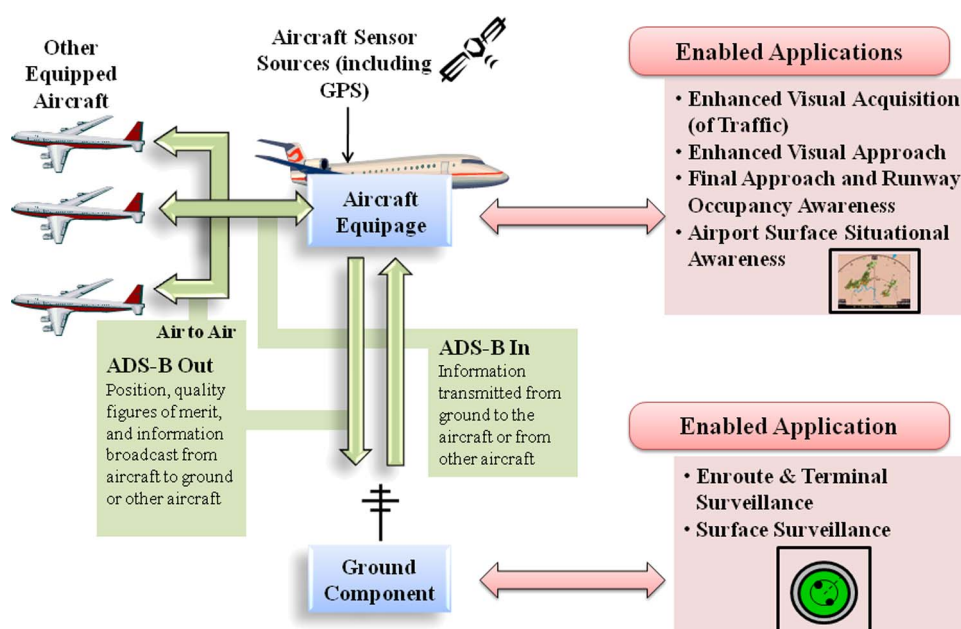 Other
Equipped
Aircraft
Aircraft Sensor
Sources (including
GPS)
Aircraft
Equipage
Air to Air
ADS-B Out
Position, quality
figures of merit,
and information
broadcast from
aircraft to ground
or other aircraft
ADS-B In
Information
transmitted from
ground to the
aircraft or from
other aircraft
Ground
Component
Enabled Applications
• Enhanced Visual Acquisition
(of Traffic)
• Enhanced Visual Approach
• Final Approach and Runway
Occupancy Awareness
• Airport Surface Situational
Awareness
Enabled Application
• Enroute & Terminal
Surveillance
• Surface Surveillance